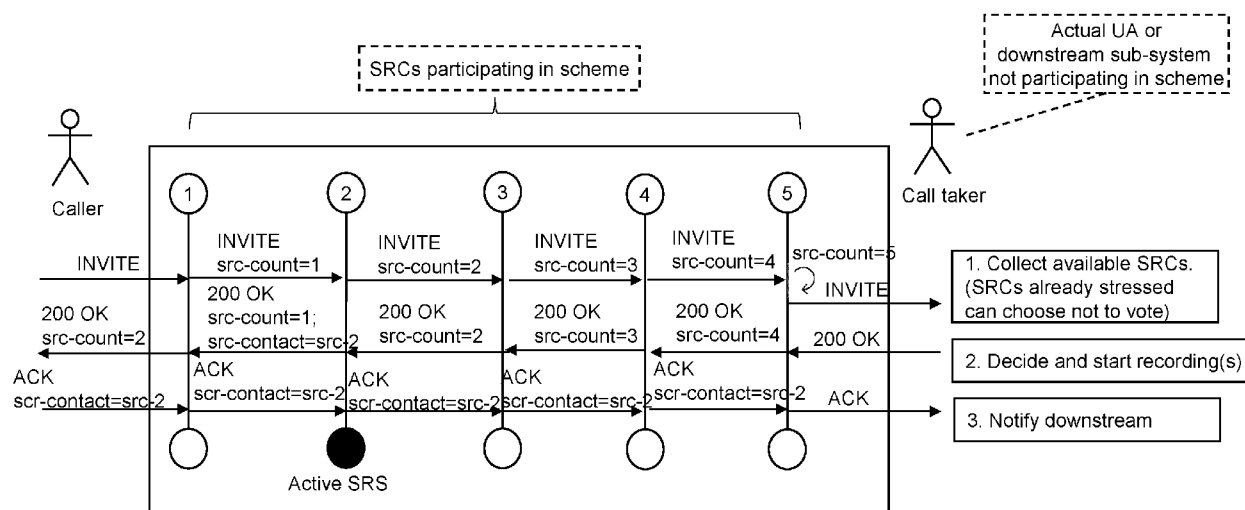 Actual UA or
downstream sub-system
not participating in scheme
SRCs participating in scheme
Caller
Call taker
1
2
3
4
5
INVITE
INVITE
src-count=1
INVITE
src-count=2
INVITE
src-count=3
INVITE
src-count=4
src-count=5
INVITE
1. Collect available SRCs.
(SRCs already stressed
can choose not to vote)
200 OK
src-count=2
200 OK
src-count=1;
src-contact=src-2
200 OK
src-count=2
200 OK
src-count=3
200 OK
src-count=4
200 OK
2. Decide and start recording(s)
ACK
scr-contact=src-2
ACK
scr-contact=src-2
ACK
scr-contact=src-2
ACK
scr-contact=src-2
ACK
scr-contact=src-2
ACK
3. Notify downstream
Active SRS